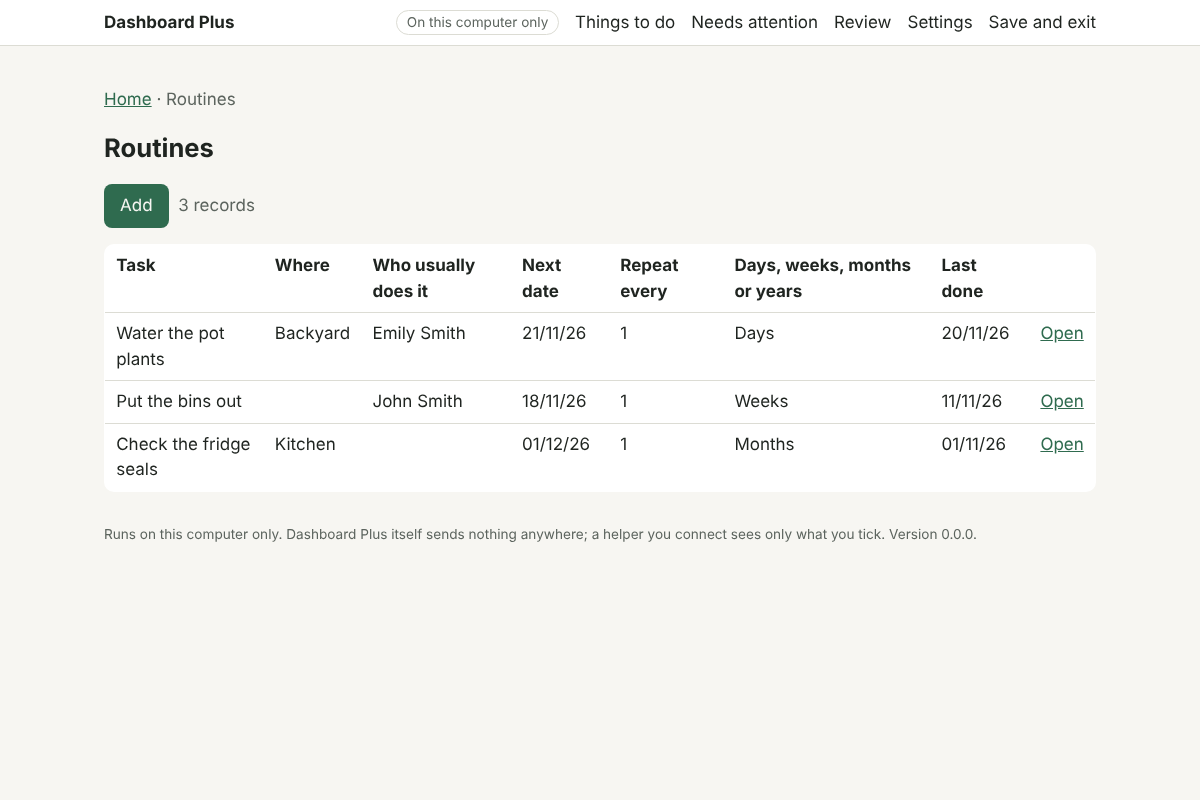 Dashboard Plus On this computer only Things to do Needs attention Review Settings Save and exit
Home · Routines
Routines
Add 3 records
Task Where Who usually does it Next date Repeat every Days, weeks, months or years Last done
Water the pot plants Backyard Emily Smith 21/11/26 1 Days 20/11/26 Open
Put the bins out John Smith 18/11/26 1 Weeks 11/11/26 Open
Check the fridge seals Kitchen 01/12/26 1 Months 01/11/26 Open
Runs on this computer only. Dashboard Plus itself sends nothing anywhere; a helper you connect sees only what you tick. Version 0.0.0.